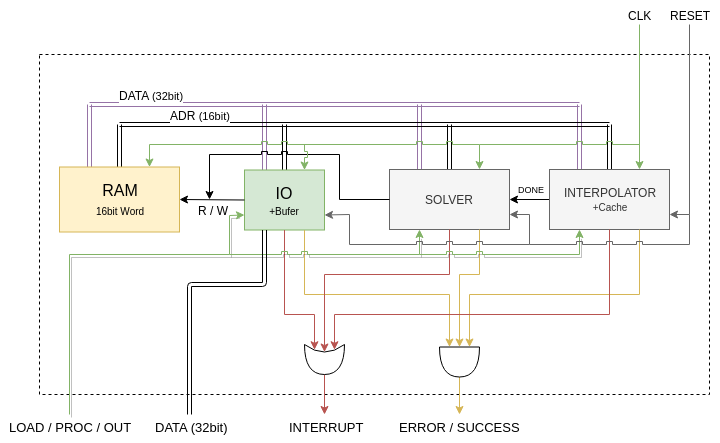 CLK RESET
DATA (32bit)
ADR (16bit)
RAM
16bit Word
R / W
IO
+Bufer
SOLVER
DONE
INTERPOLATOR
+Cache
LOAD / PROC / OUT DATA (32bit) INTERRUPT ERROR / SUCCESS